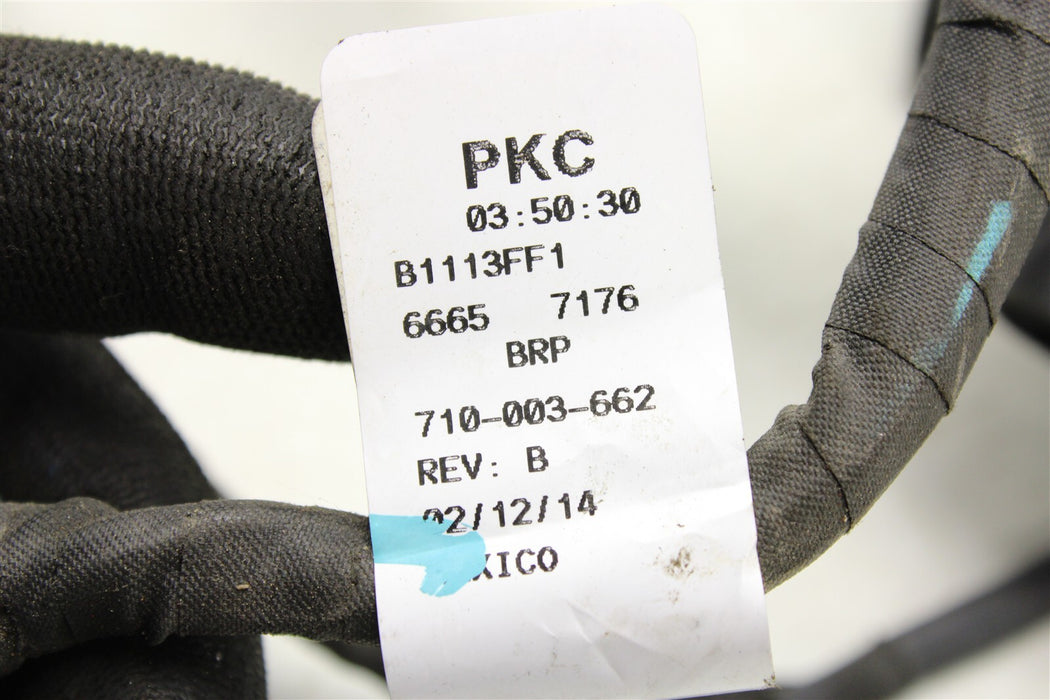 PKC
03:50:30
B1113FF1
6665 7176
BRP
710-003-662
REV: B
02/12/14
XICO